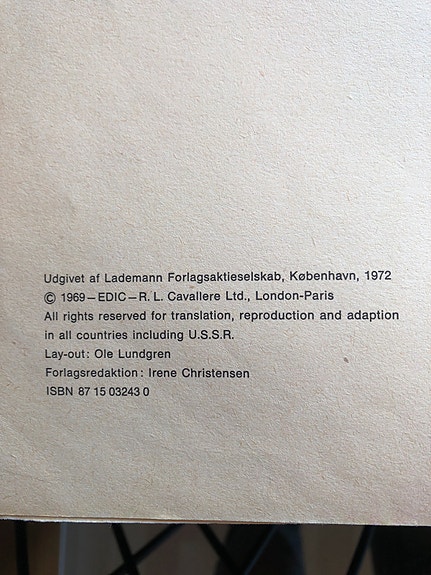 Udgivet af Lademann Forlagsaktieselskab, København, 1972
© 1969—EDIC—R. L. Cavallere Ltd., London-Paris
All rights reserved for translation, reproduction and adaption
in all countries including U.S.S.R.
Lay-out: Ole Lundgren
Forlagsredaktion: Irene Christensen
ISBN 87 15 03243 0